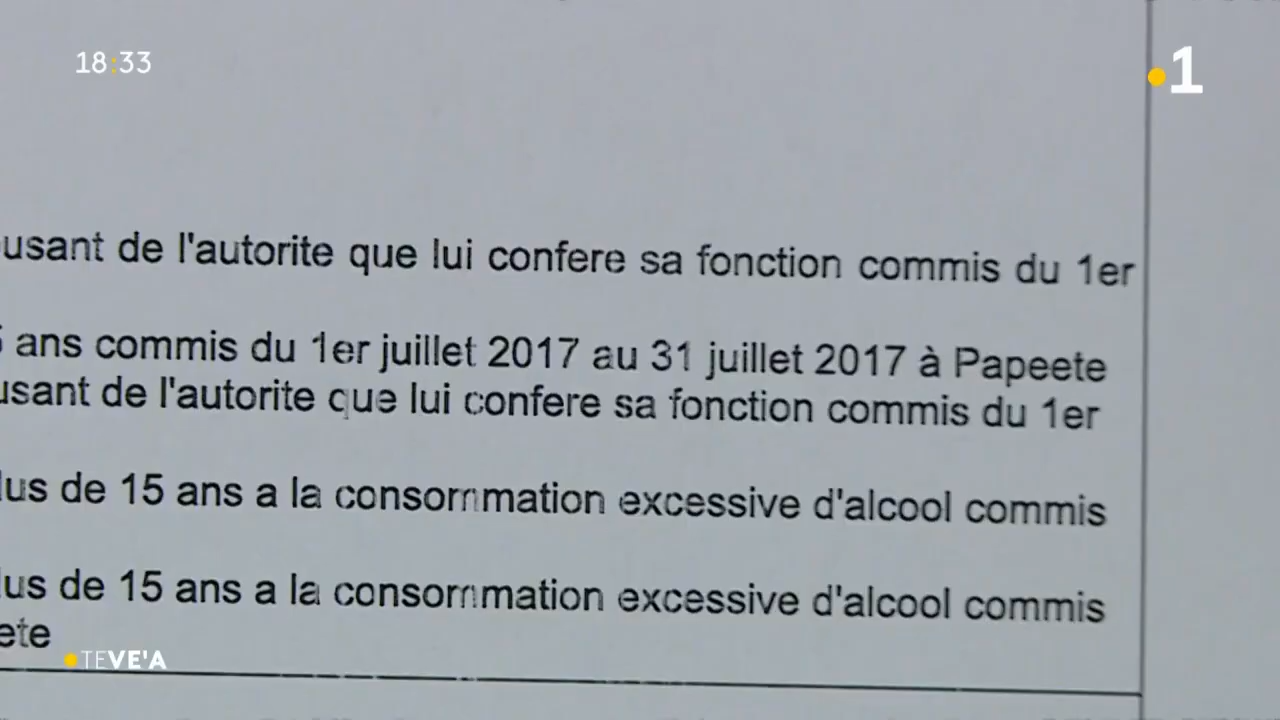 18:33
1
usant de l'autorite que lui confere sa fonction commis du 1er
ans commis du 1er juillet 2017 au 31 juillet 2017 à Papeete
usant de l'autorite que lui confere sa fonction commis du 1er
lus de 15 ans a la consommation excessive d'alcool commis
lus de 15 ans a la consommation excessive d'alcool commis
ete
TEVE'A